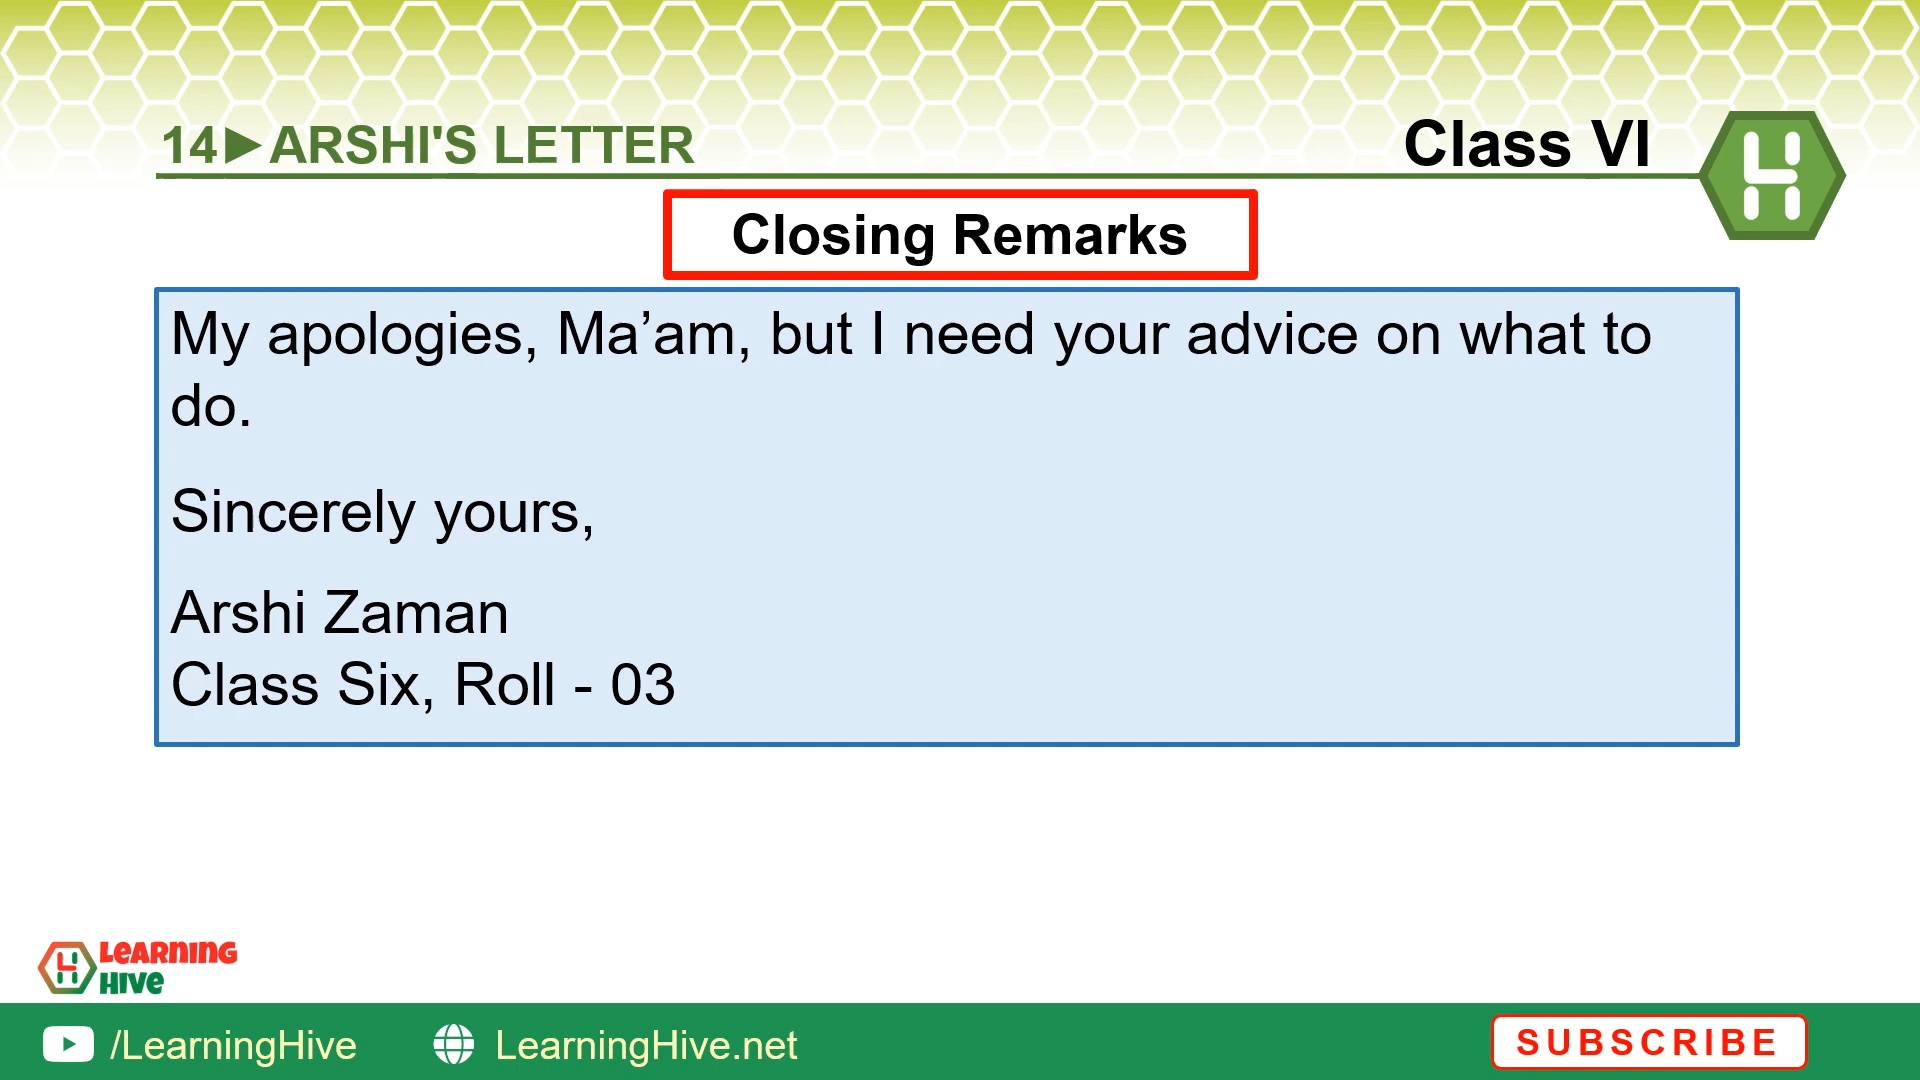 14►ARSHI'S LETTER
Class VI
Closing Remarks
My apologies, Ma’am, but I need your advice on what to
do.
Sincerely yours,
Arshi Zaman
Class Six, Roll - 03
LEARNING
HIVE
/LearningHive
LearningHive.net
SUBSCRIBE